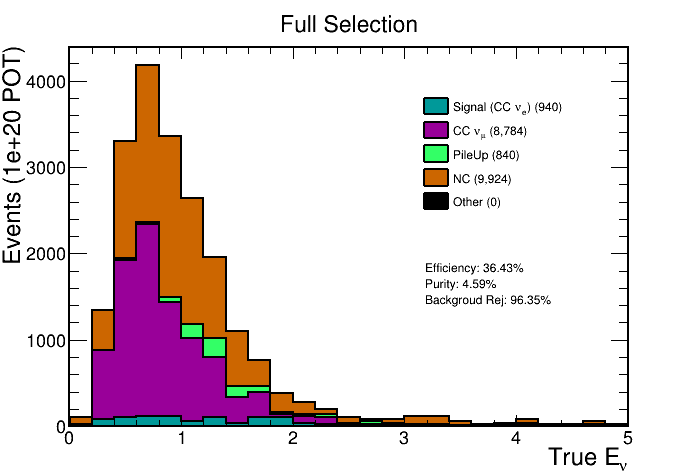 Full Selection
Events (1e+20 POT)
4000
3000
2000
1000
0
Signal (CC νe) (940)
CC νμ (8,784)
PileUp (840)
NC (9,924)
Other (0)
Efficiency: 36.43%
Purity: 4.59%
Backgroud Rej: 96.35%
0 1 2 3 4 5
True Eν